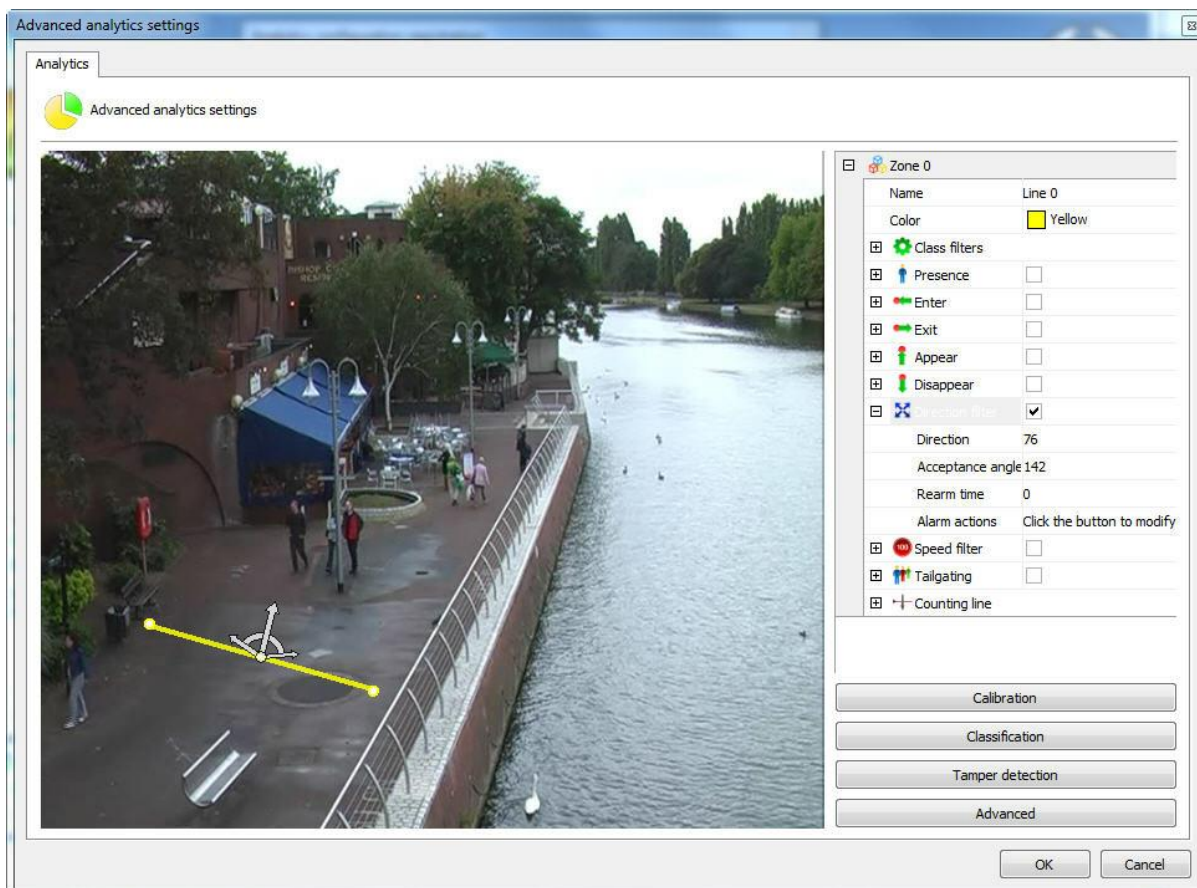 Advanced analytics settings
Analytics
Advanced analytics settings
Zone 0
Name Line 0
Color Yellow
Class filters
Presence
Enter
Exit
Appear
Disappear
Direction filter
Direction 76
Acceptance angle 142
Rearm time 0
Alarm actions Click the button to modify
100 Speed filter
Tailgating
Counting line
Calibration
Classification
Tamper detection
Advanced
OK Cancel